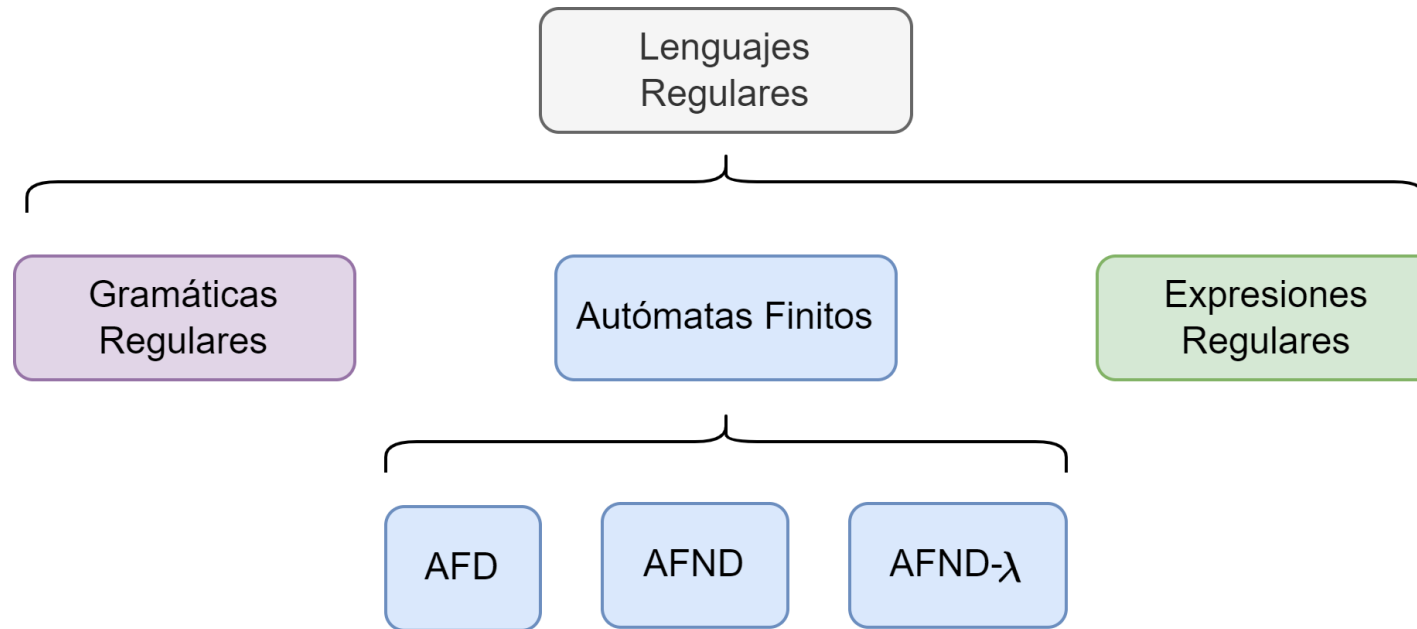 Lenguajes
Regulares
Gramáticas
Regulares
Autómatas Finitos
Expresiones
Regulares
AFD
AFND
AFND-λ